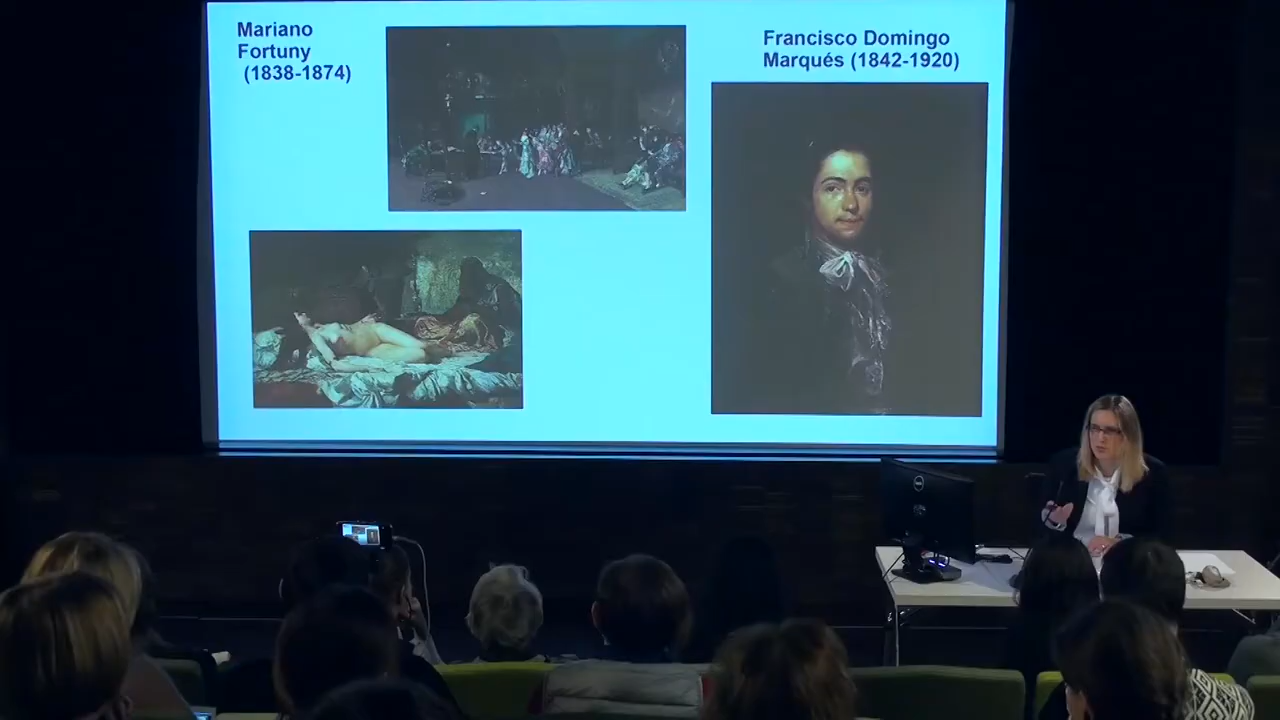 Mariano
Fortuny
(1838-1874)
Francisco Domingo
Marqués (1842-1920)